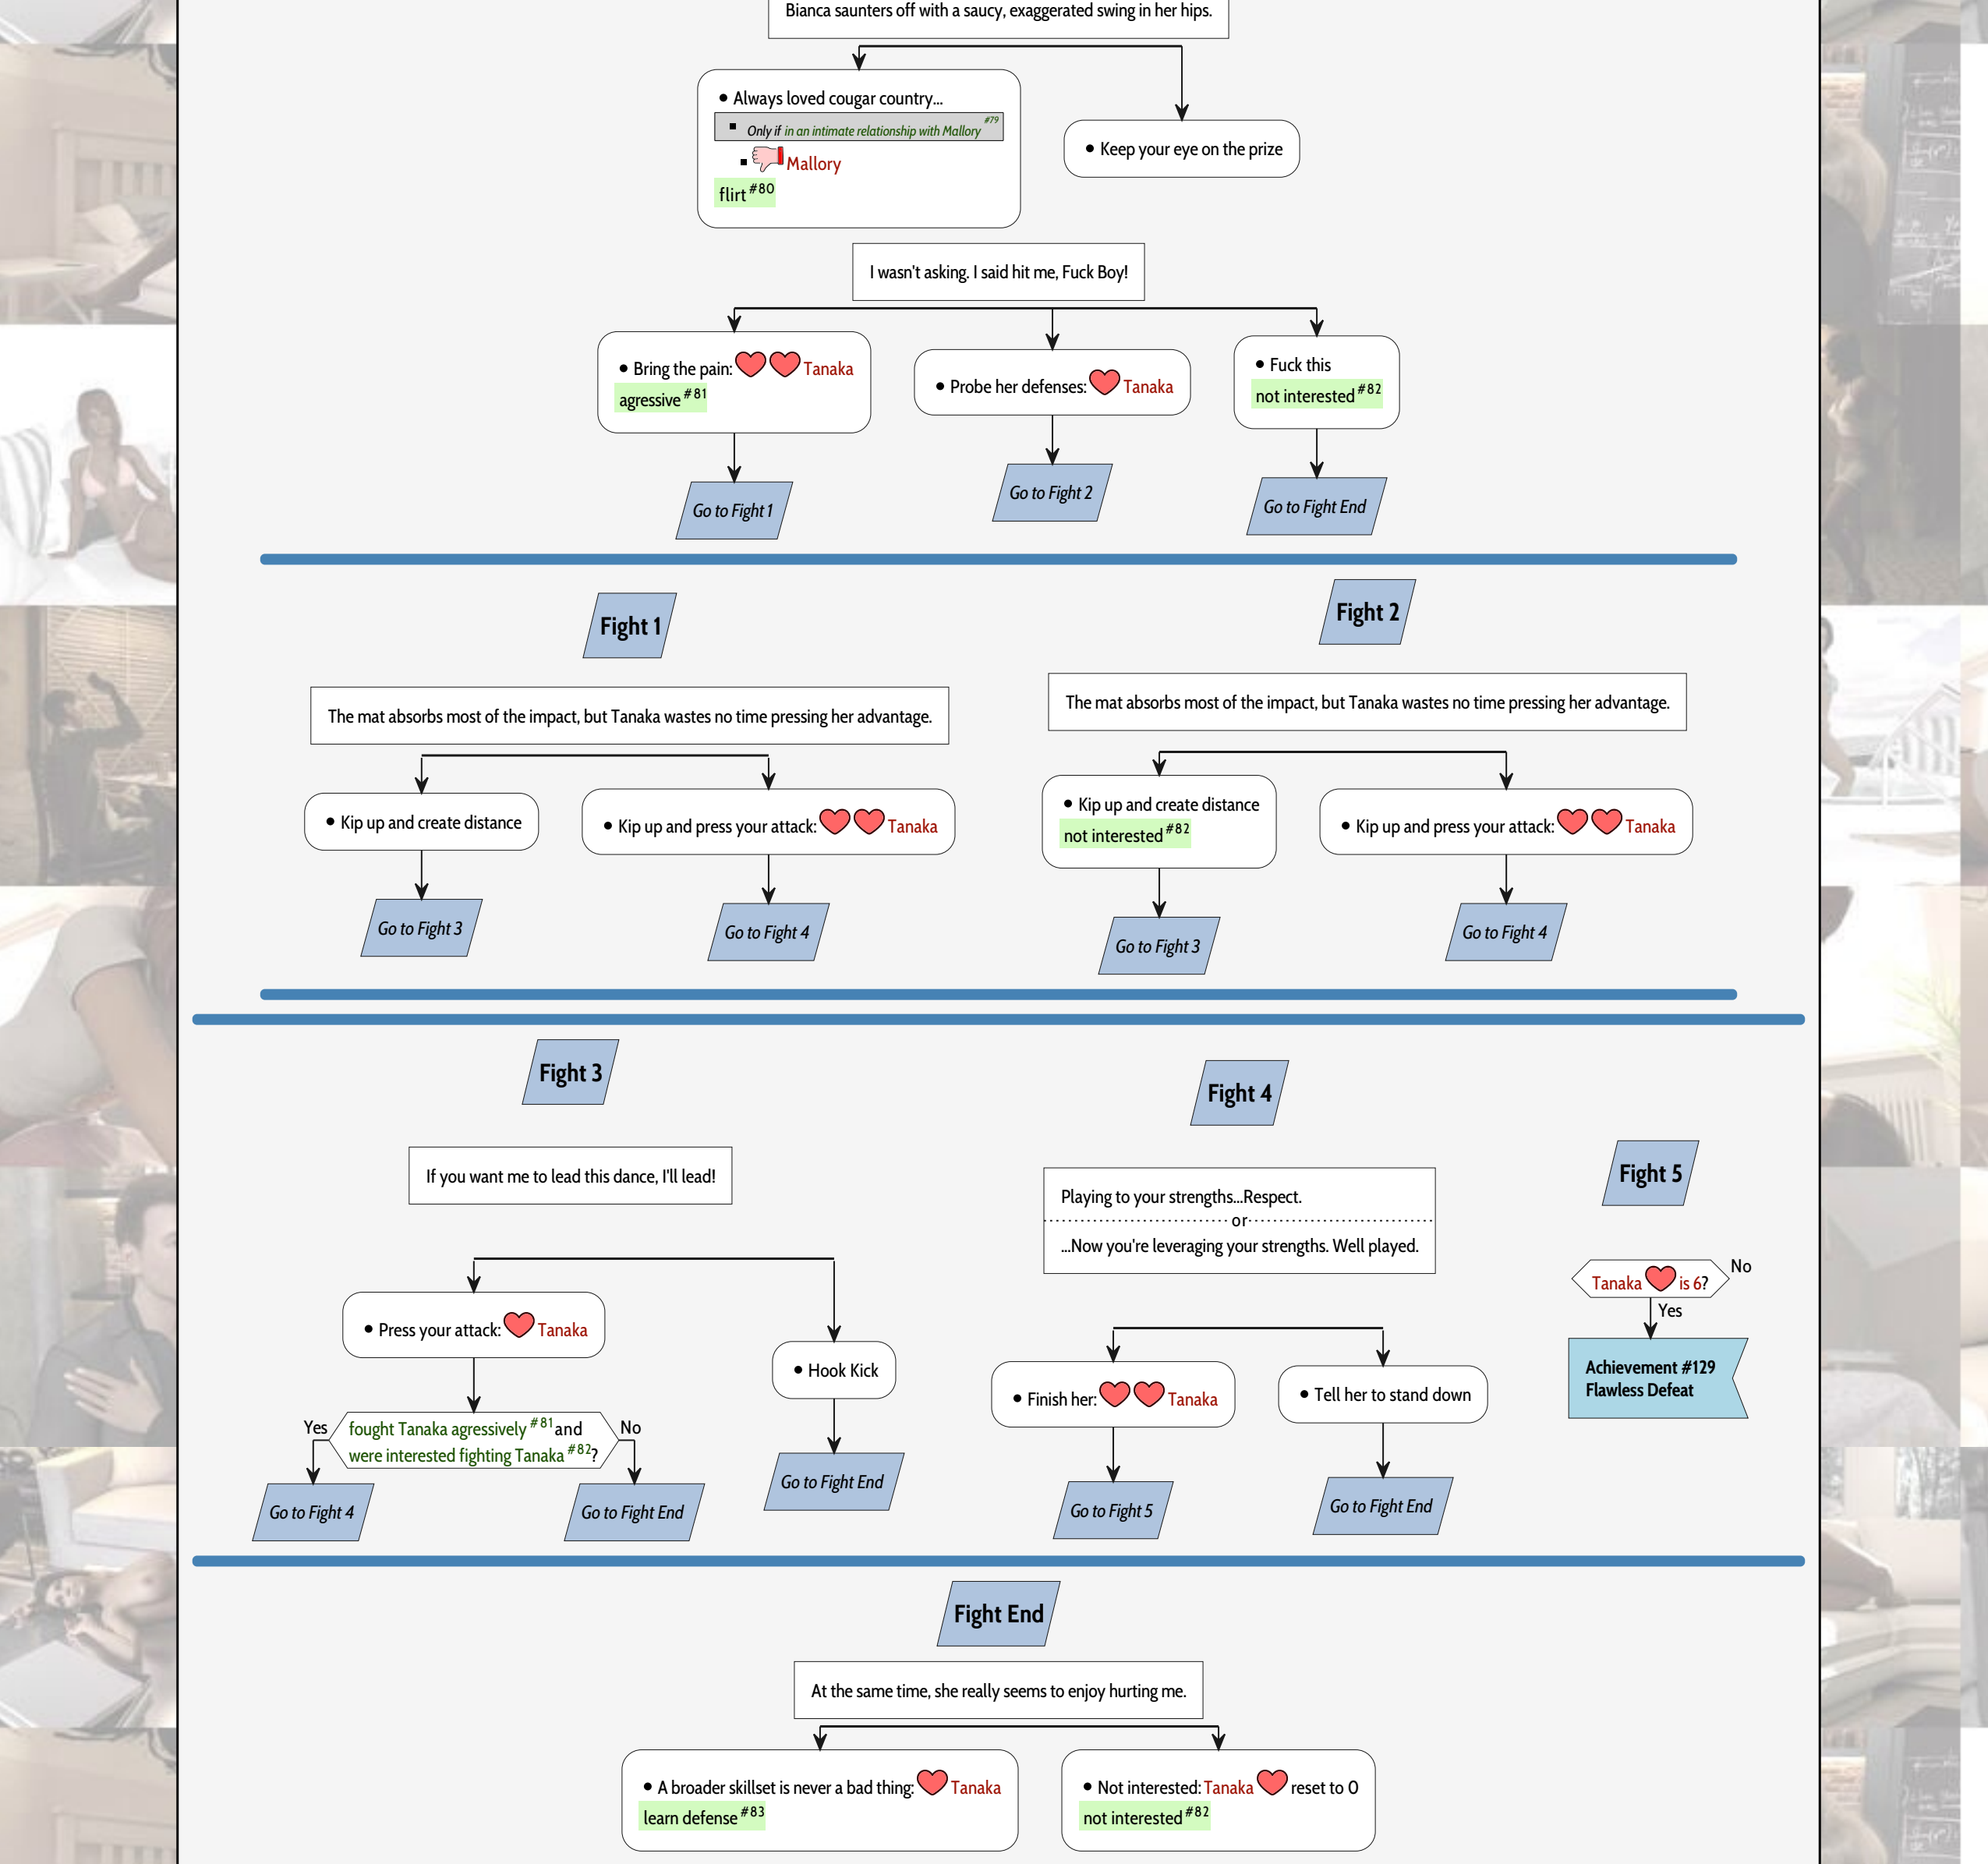 Bianca saunters off with a saucy, exaggerated swing in her hips.
Always loved cougar country...
Only if in an intimate relationship with Mallory #79
Mallory
flirt #80
Keep your eye on the prize
I wasn't asking. I said hit me, Fuck Boy!
Bring the pain: Tanaka
agressive #81
Probe her defenses: Tanaka
Fuck this
not interested #82
Go to Fight 1
Go to Fight 2
Go to Fight End
Fight 1
The mat absorbs most of the impact, but Tanaka wastes no time pressing her advantage.
Kip up and create distance
Kip up and press your attack: Tanaka
Go to Fight 3
Go to Fight 4
Fight 2
The mat absorbs most of the impact, but Tanaka wastes no time pressing her advantage.
Kip up and create distance
not interested #82
Kip up and press your attack: Tanaka
Go to Fight 3
Go to Fight 4
Fight 3
If you want me to lead this dance, I'll lead!
Press your attack: Tanaka
Hook Kick
Yes
fought Tanaka agressively #81 and
were interested fighting Tanaka #82?
No
Go to Fight 4
Go to Fight End
Go to Fight End
Fight 4
Playing to your strengths...Respect.
or
...Now you're leveraging your strengths. Well played.
Finish her: Tanaka
Tell her to stand down
Go to Fight 5
Go to Fight End
Fight 5
Tanaka is 6?
No
Yes
Achievement #129
Flawless Defeat
Fight End
At the same time, she really seems to enjoy hurting me.
A broader skillset is never a bad thing: Tanaka
learn defense #83
Not interested: Tanaka reset to 0
not interested #82